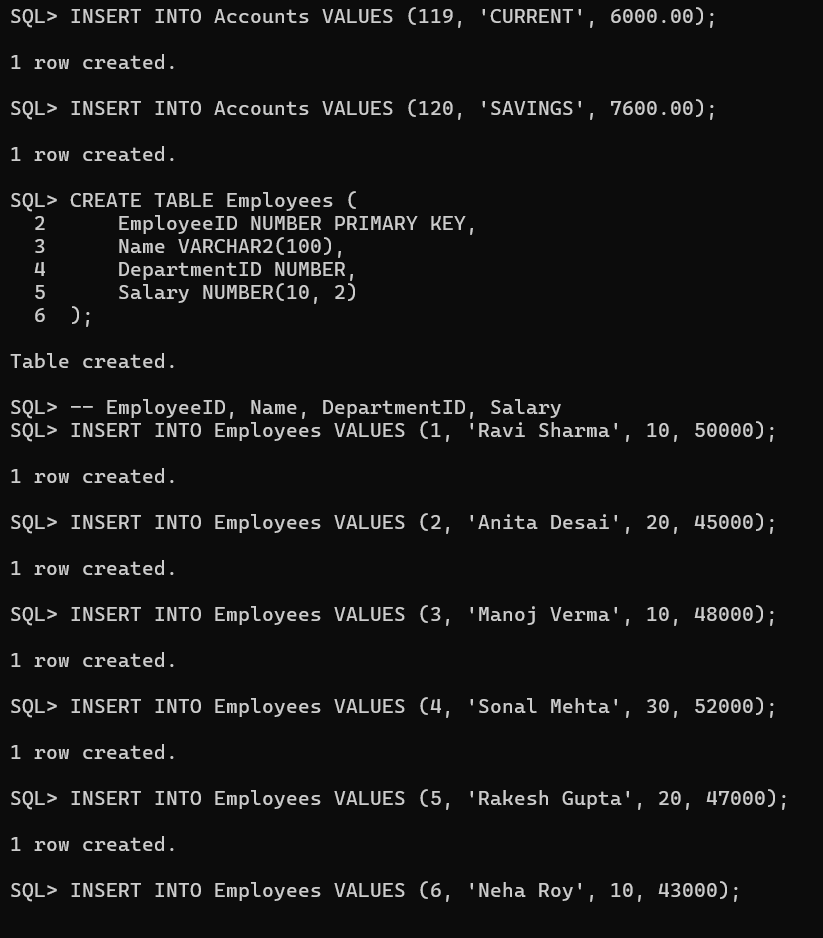 SQL> INSERT INTO Accounts VALUES (119, 'CURRENT', 6000.00);
1 row created.
SQL> INSERT INTO Accounts VALUES (120, 'SAVINGS', 7600.00);
1 row created.
SQL> CREATE TABLE Employees (
  2      EmployeeID NUMBER PRIMARY KEY,
  3      Name VARCHAR2(100),
  4      DepartmentID NUMBER,
  5      Salary NUMBER(10, 2)
  6  );
Table created.
SQL> -- EmployeeID, Name, DepartmentID, Salary
SQL> INSERT INTO Employees VALUES (1, 'Ravi Sharma', 10, 50000);
1 row created.
SQL> INSERT INTO Employees VALUES (2, 'Anita Desai', 20, 45000);
1 row created.
SQL> INSERT INTO Employees VALUES (3, 'Manoj Verma', 10, 48000);
1 row created.
SQL> INSERT INTO Employees VALUES (4, 'Sonal Mehta', 30, 52000);
1 row created.
SQL> INSERT INTO Employees VALUES (5, 'Rakesh Gupta', 20, 47000);
1 row created.
SQL> INSERT INTO Employees VALUES (6, 'Neha Roy', 10, 43000);